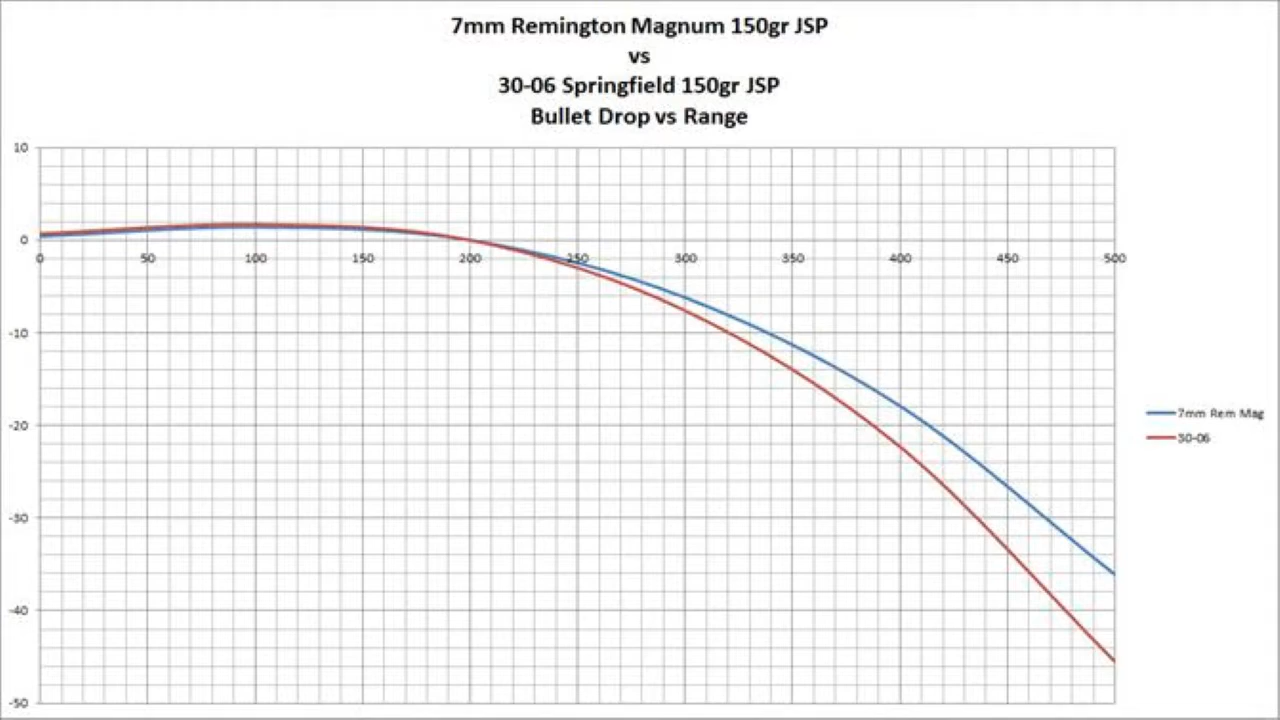 7mm Remington Magnum 150gr JSP
vs
30-06 Springfield 150gr JSP
Bullet Drop vs Range
10
0
0 50 100 150 200 250 300 350 400 450 500
-10
7mm Rem Mag
-20
30-06
-30
-40
-50